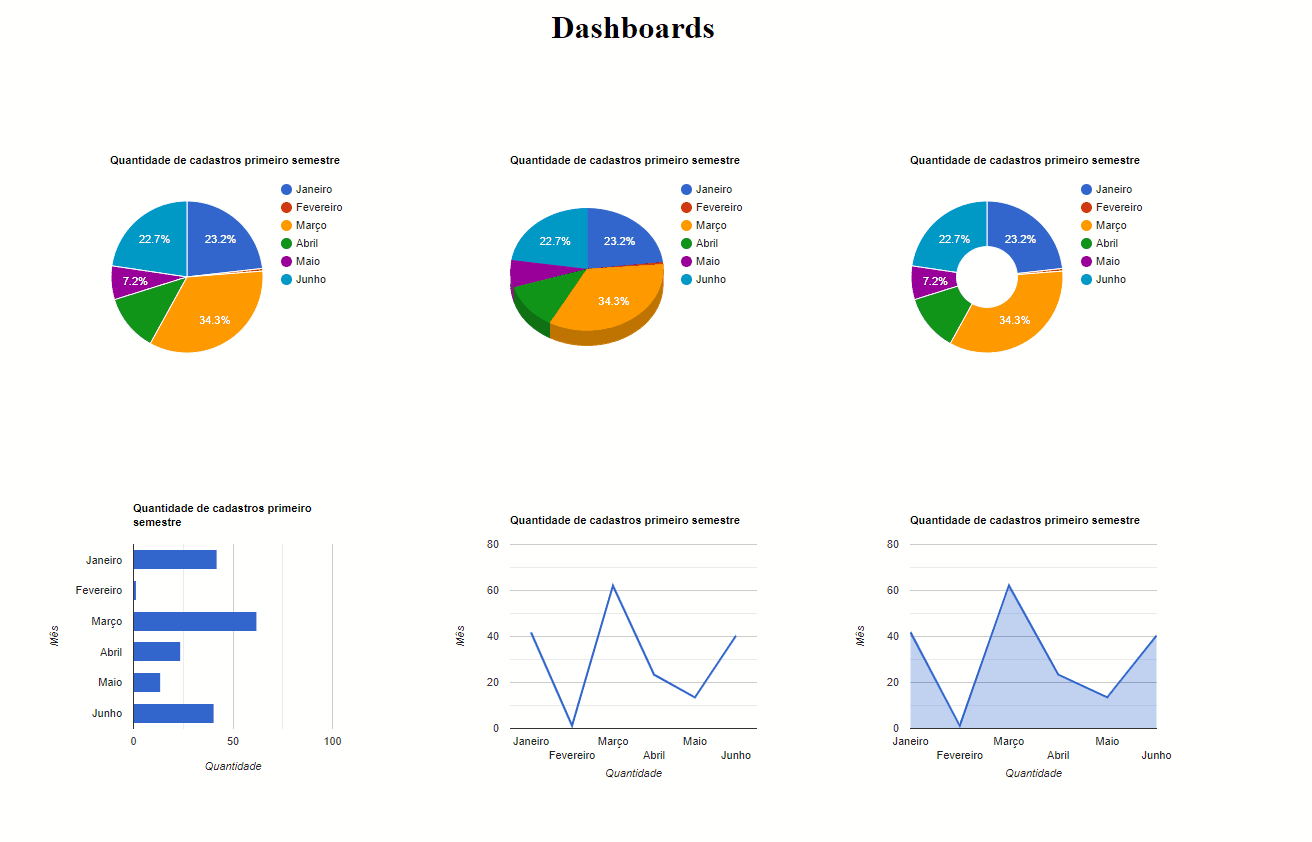 Dashboards
Quantidade de cadastros primeiro semestre
Janeiro
Fevereiro
Março
Abril
Maio
Junho
22.7%
23.2%
7.2%
34.3%
Quantidade de cadastros primeiro semestre
Janeiro
Fevereiro
Março
Abril
Maio
Junho
22.7%
23.2%
34.3%
Quantidade de cadastros primeiro semestre
Janeiro
Fevereiro
Março
Abril
Maio
Junho
22.7%
23.2%
7.2%
34.3%
Quantidade de cadastros primeiro
semestre
Mês
Janeiro
Fevereiro
Março
Abril
Maio
Junho
0 50 100
Quantidade
Quantidade de cadastros primeiro semestre
Mês
80
60
40
20
0
Janeiro Março Maio
Fevereiro Abril Junho
Quantidade
Quantidade de cadastros primeiro semestre
Mês
80
60
40
20
0
Janeiro Março Maio
Fevereiro Abril Junho
Quantidade